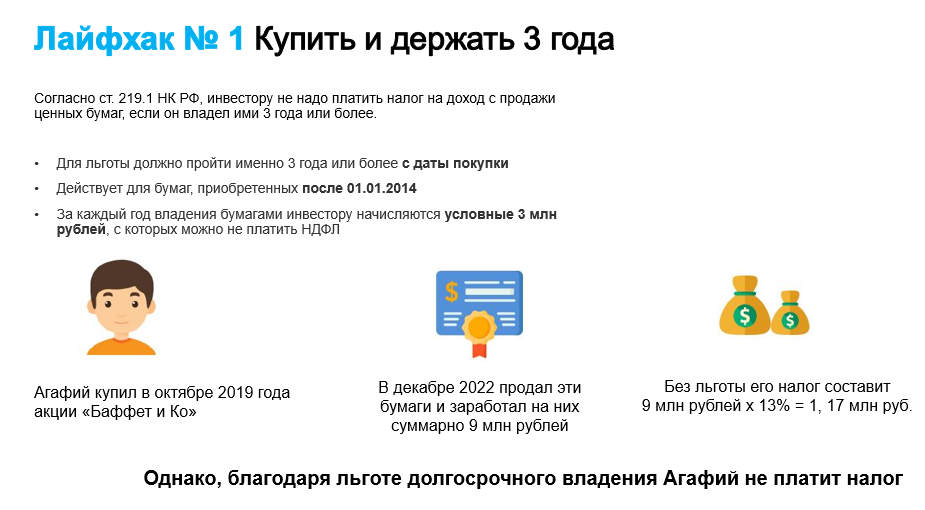 Лайфхак № 1 Купить и держать 3 года
Согласно ст. 219.1 НК РФ, инвестору не надо платить налог на доход с продажи
ценных бумаг, если он владел ими 3 года или более.
• Для льготы должно пройти именно 3 года или более с даты покупки
• Действует для бумаг, приобретенных после 01.01.2014
• За каждый год владения бумагами инвестору начисляются условные 3 млн
рублей, с которых можно не платить НДФЛ
$
$
$
Агафий купил в октябре 2019 года
акции «Баффет и Ко»
В декабре 2022 продал эти
бумаги и заработал на них
суммарно 9 млн рублей
Без льготы его налог составит
9 млн рублей х 13% = 1, 17 млн руб.
Однако, благодаря льготе долгосрочного владения Агафий не платит налог